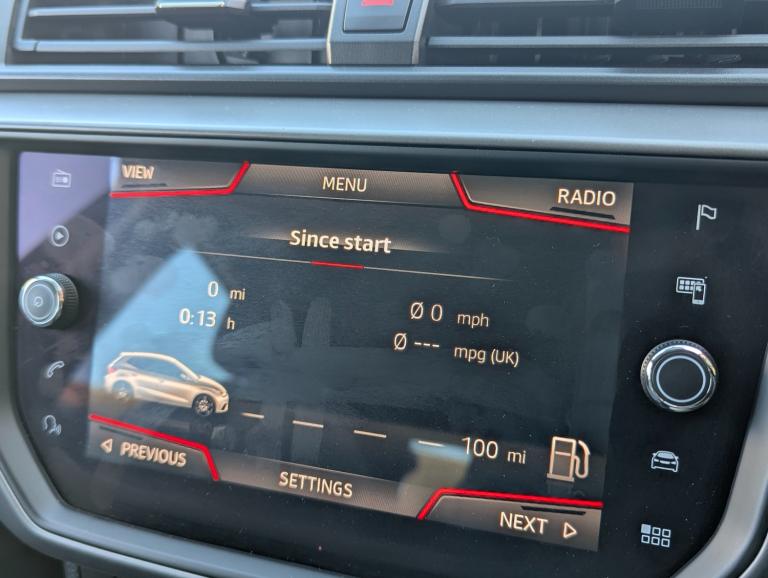 VIEW
MENU
RADIO
Since start
0 mi
Ø 0 mph
0:13 h
Ø --- mpg (UK)
100 mi
PREVIOUS
SETTINGS
NEXT